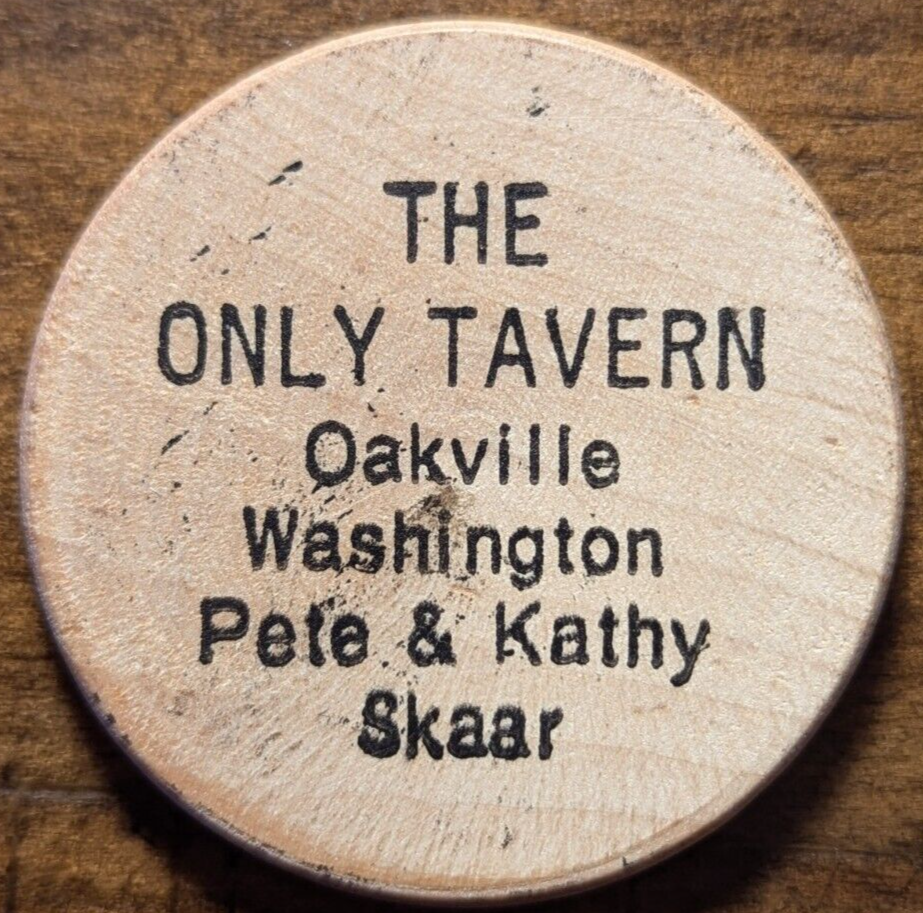 THE
ONLY TAVERN
Oakville
Washington
Pete & Kathy
Skaar